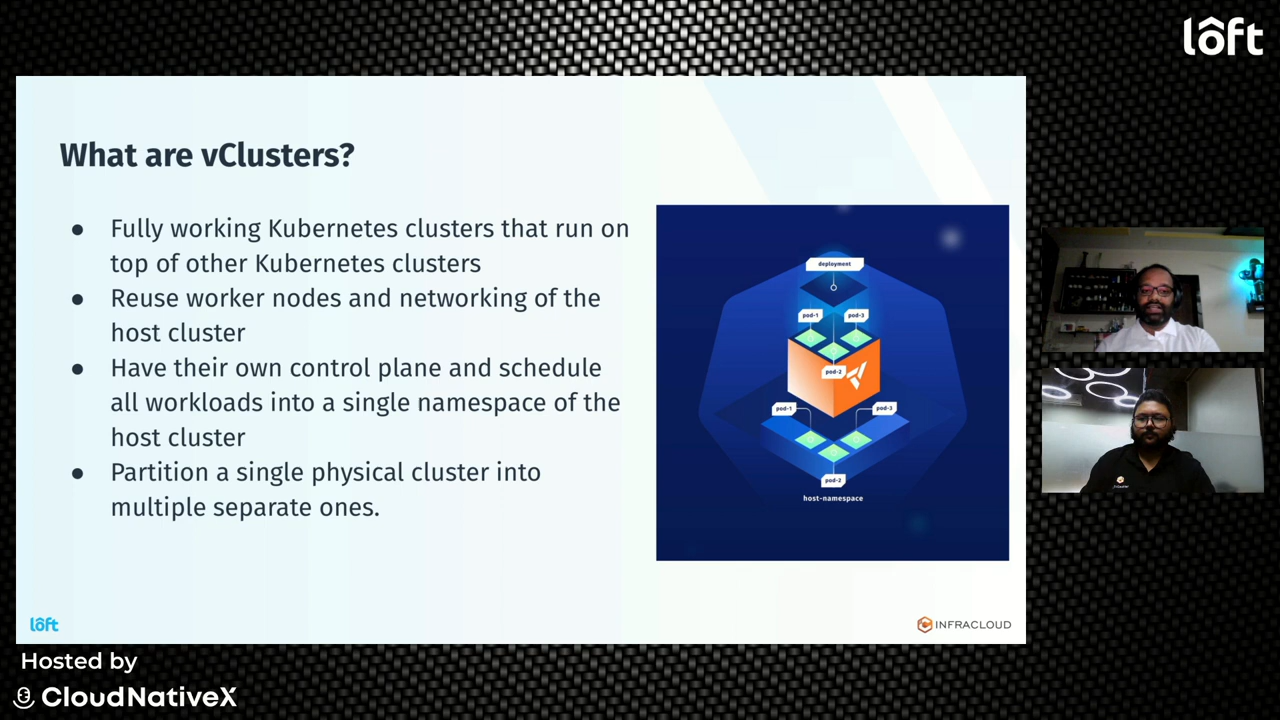 lôft
What are vClusters?
● Fully working Kubernetes clusters that run on
top of other Kubernetes clusters
● Reuse worker nodes and networking of the
host cluster
● Have their own control plane and schedule
all workloads into a single namespace of the
host cluster
● Partition a single physical cluster into
multiple separate ones.
deployment
pod-1
pod-3
pod-2
pod-1
pod-3
pod-2
host-namespace
lôft
INFRACLOUD
Hosted by
CloudNativeX